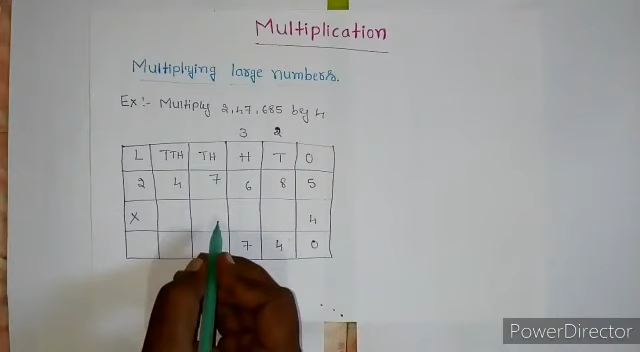 Multiplication
Multiplying large numbers.
Ex:- Multiply 2,47,685 by 4
3 2
L TTH TH H T O
2 4 7 6 8 5
X 4
7 4 0
PowerDirector